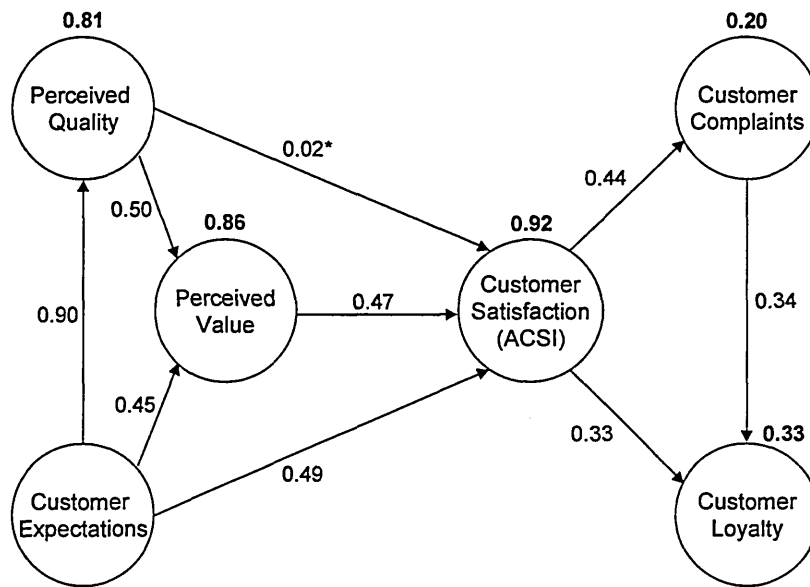 0.81
Perceived
Quality
0.20
Customer
Complaints
0.02*
0.50
0.44
0.86
Perceived
Value
0.92
Customer
Satisfaction
(ACSI)
0.90
0.47
0.34
0.45
0.49
0.33
0.33
Customer
Expectations
Customer
Loyalty